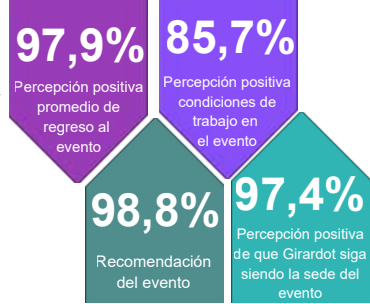 97,9%
Percepción positiva
promedio de
regreso al
evento
85,7%
Percepción positiva
condiciones de
trabajo en
el evento
98,8%
Recomendación
del evento
97,4%
Percepción positiva
de que Girardot siga
siendo la sede del
evento